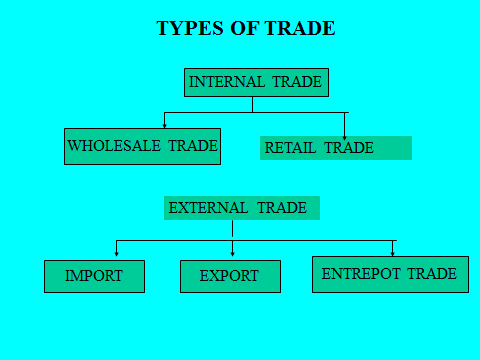 TYPES OF TRADE
INTERNAL TRADE
WHOLESALE TRADE
RETAIL TRADE
EXTERNAL TRADE
IMPORT
EXPORT
ENTREPOT TRADE